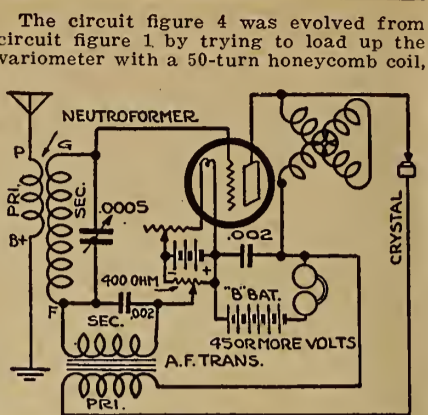 The circuit figure 4 was evolved from
circuit figure 1 by trying to load up the
variometer with a 50-turn honeycomb coil,
NEUTROFORMER
P
G
PRI.
SEC.
.0005
B+
CRYSTAL
.002
- +
400 OHM
"B" BAT.
F
.002
SEC.
45 OR MORE VOLTS
A.F. TRANS.
PRI.